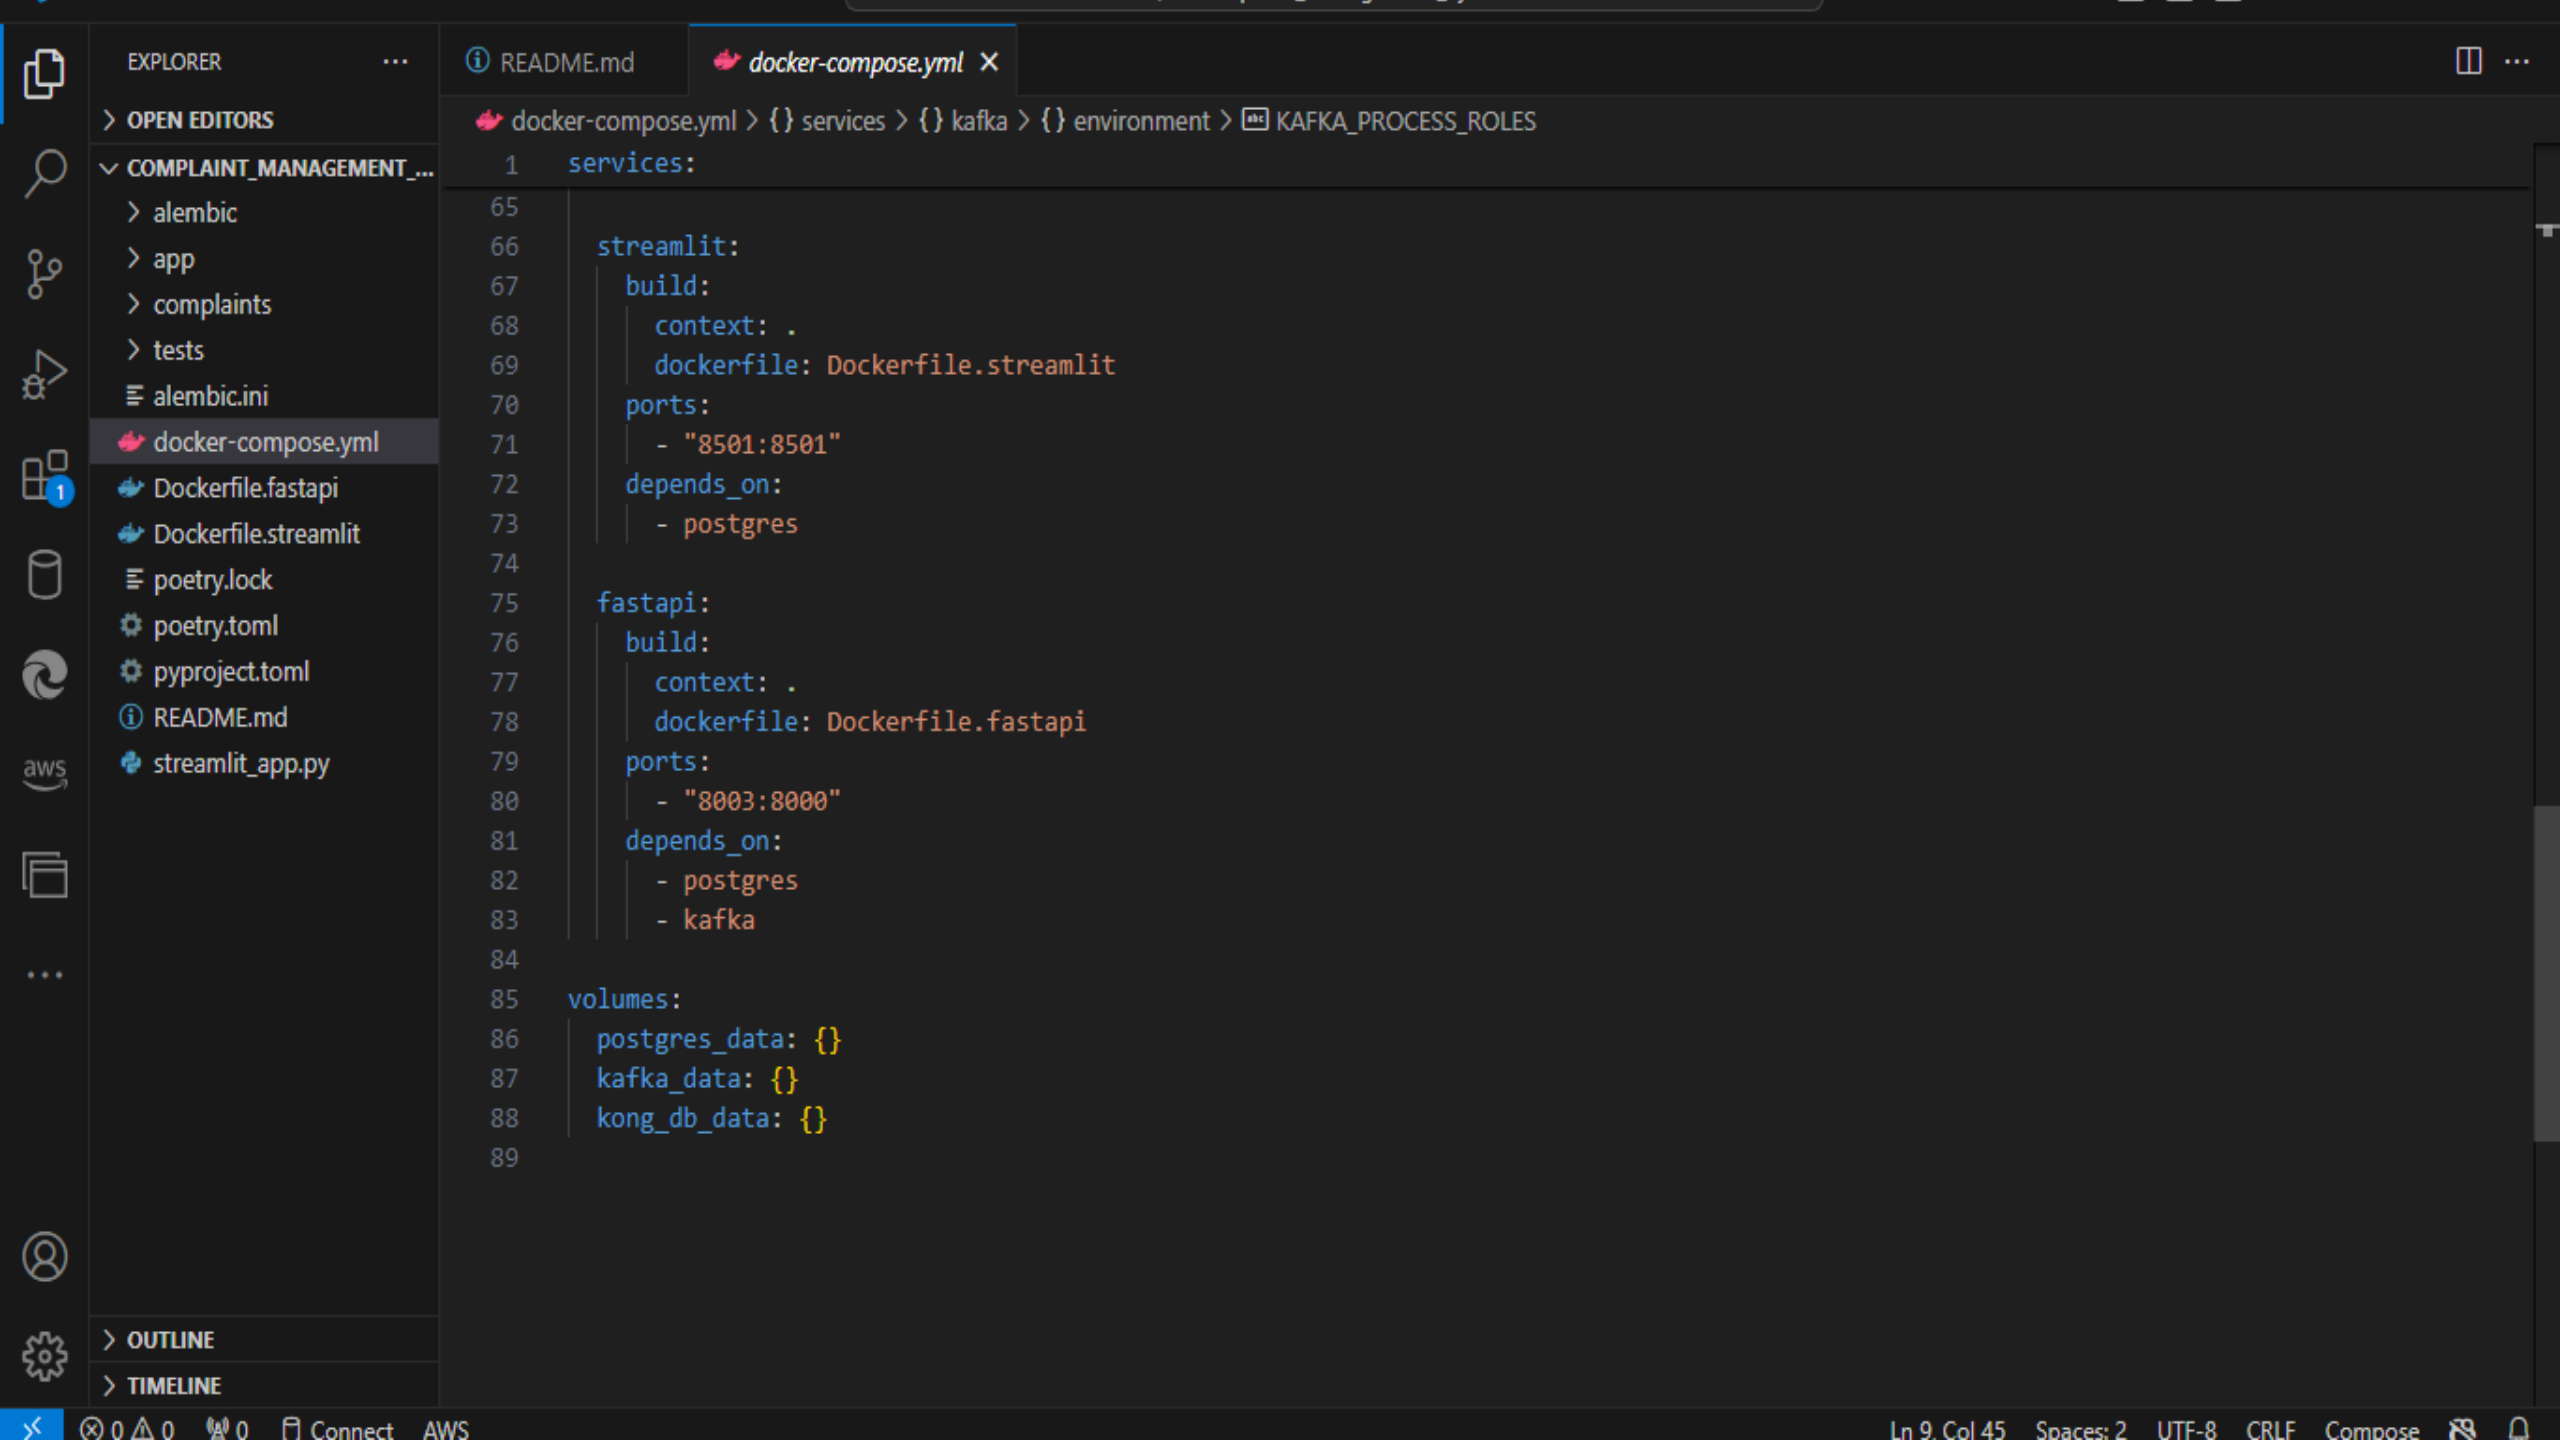 EXPLORER
OPEN EDITORS
COMPLAINT_MANAGEMENT_...
alembic
app
complaints
tests
alembic.ini
docker-compose.yml
Dockerfile.fastapi
Dockerfile.streamlit
poetry.lock
poetry.toml
pyproject.toml
README.md
streamlit_app.py
OUTLINE
TIMELINE
1
aws
README.md docker-compose.yml
docker-compose.yml > {} services > {} kafka > {} environment > abc KAFKA_PROCESS_ROLES
1 services:
65
66 streamlit:
67 build:
68 context: .
69 dockerfile: Dockerfile.streamlit
70 ports:
71 - "8501:8501"
72 depends_on:
73 - postgres
74
75 fastapi:
76 build:
77 context: .
78 dockerfile: Dockerfile.fastapi
79 ports:
80 - "8003:8000"
81 depends_on:
82 - postgres
83 - kafka
84
85 volumes:
86 postgres_data: {}
87 kafka_data: {}
88 kong_db_data: {}
89
0 0 0 Connect AWS Ln 9, Col 45 Spaces: 2 UTF-8 CRLF Compose